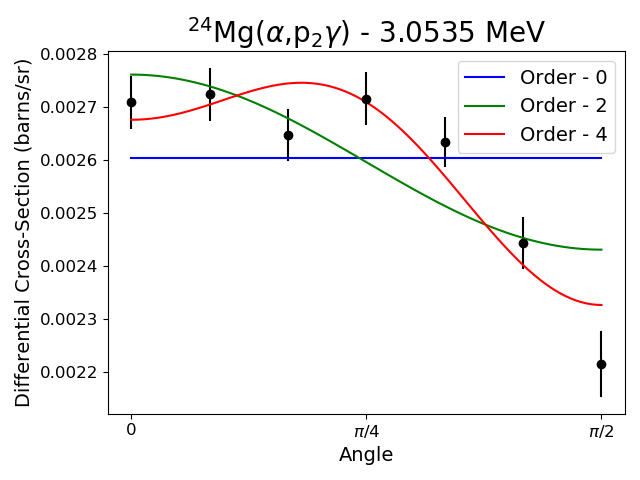 ²⁴Mg(α,p₂γ) - 3.0535 MeV
Differential Cross-Section (barns/sr)
0.0028
0.0027
0.0026
0.0025
0.0024
0.0023
0.0022
Order - 0
Order - 2
Order - 4
0
π/4
π/2
Angle